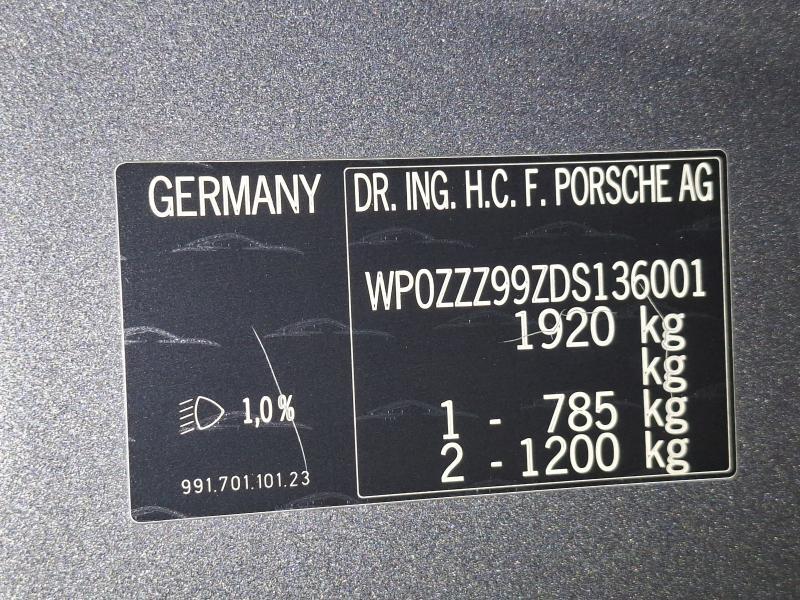 GERMANY
DR. ING. H.C. F. PORSCHE AG
WP0ZZZ99ZDS136001
1920 kg
kg
1 - 785 kg
2 - 1200 kg
1,0%
991.701.101.23